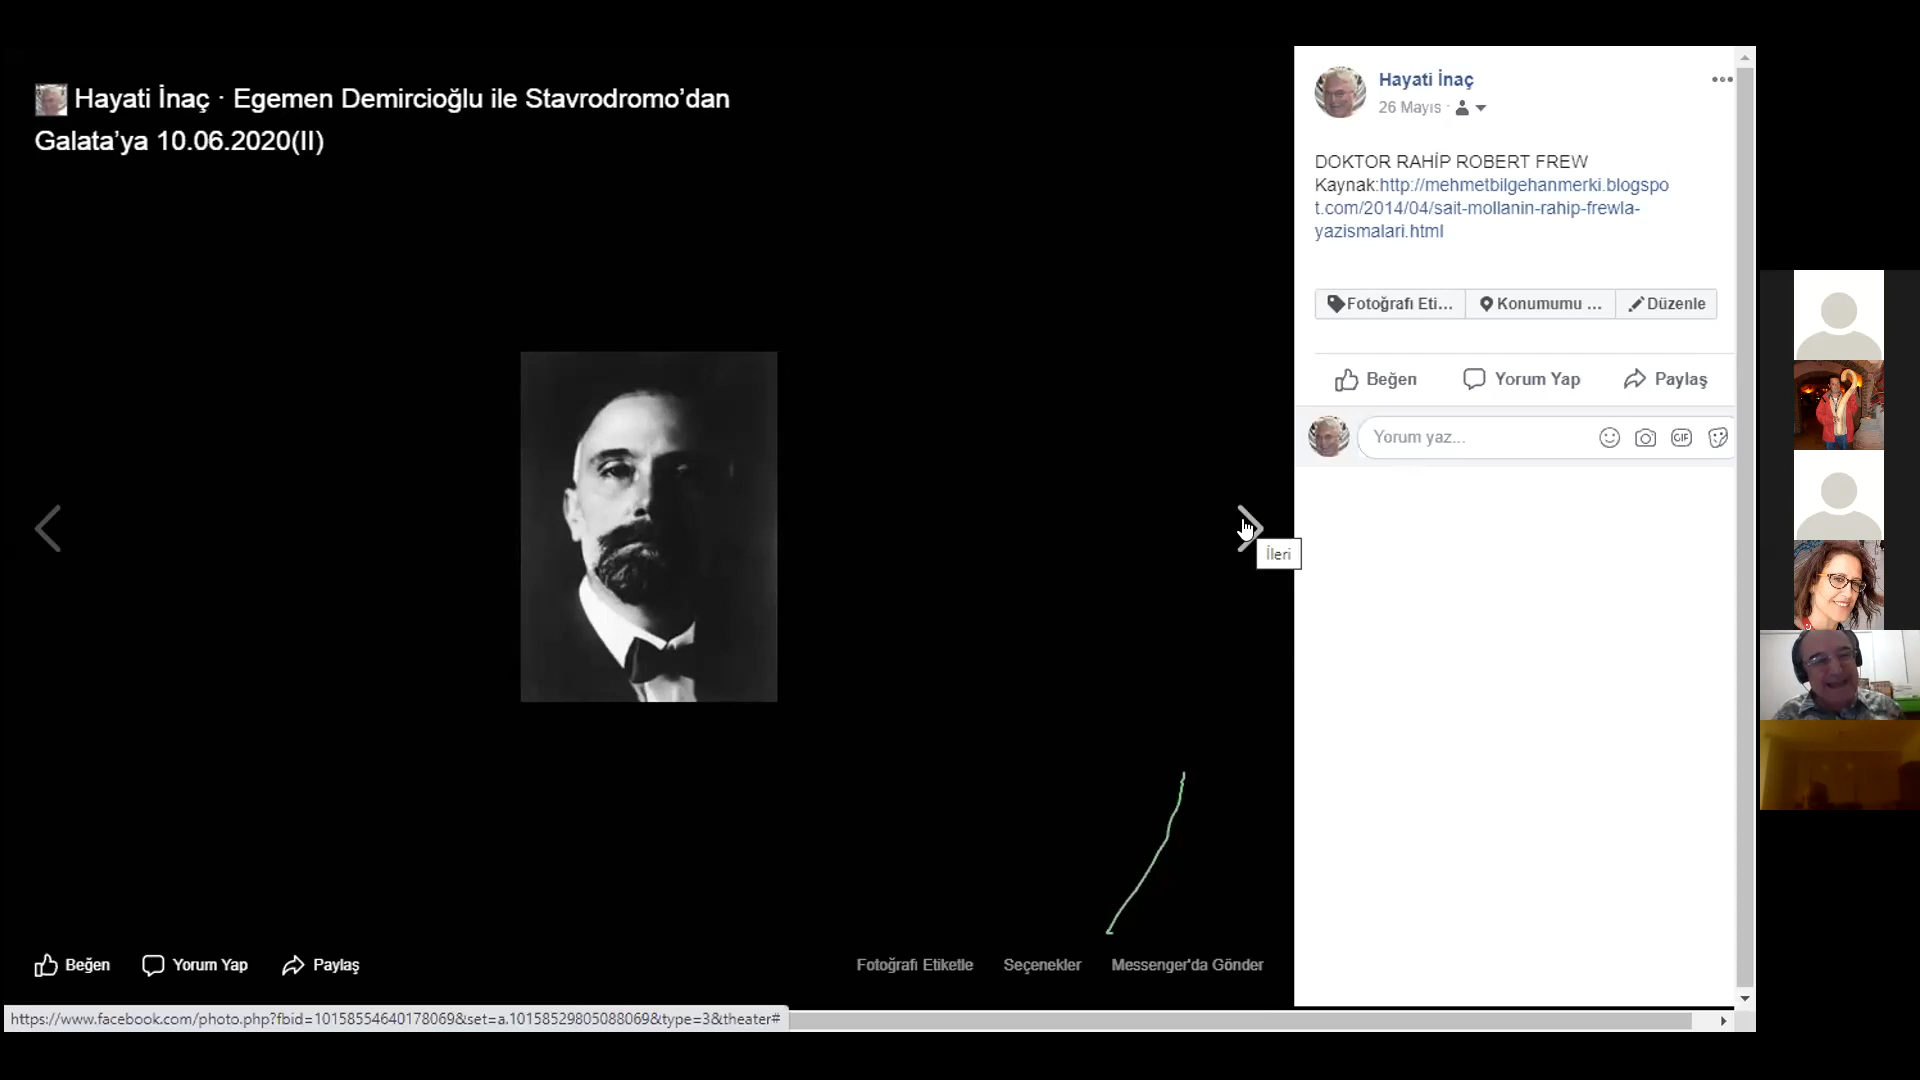 Hayati İnaç · Egemen Demircioğlu ile Stavrodromo’dan
Galata’ya 10.06.2020(II)
Hayati İnaç
26 Mayıs ·
DOKTOR RAHİP ROBERT FREW
Kaynak:http://mehmetbilgehanmerki.blogspo
t.com/2014/04/sait-mollanin-rahip-frewla-
yazismalari.html
Fotoğrafı Eti... Konumumu ... Düzenle
Beğen Yorum Yap Paylaş
Yorum yaz...
GIF
İleri
Beğen Yorum Yap Paylaş
Fotoğrafı Etiketle Seçenekler Messenger'da Gönder
https://www.facebook.com/photo.php?fbid=10158554640178069&set=a.10158529805088069&type=3&theater#